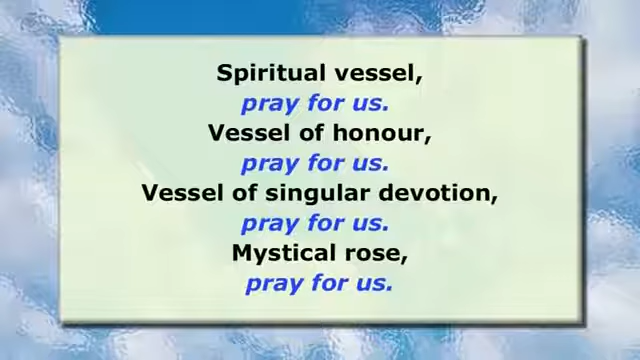 Spiritual vessel,
pray for us.
Vessel of honour,
pray for us.
Vessel of singular devotion,
pray for us.
Mystical rose,
pray for us.